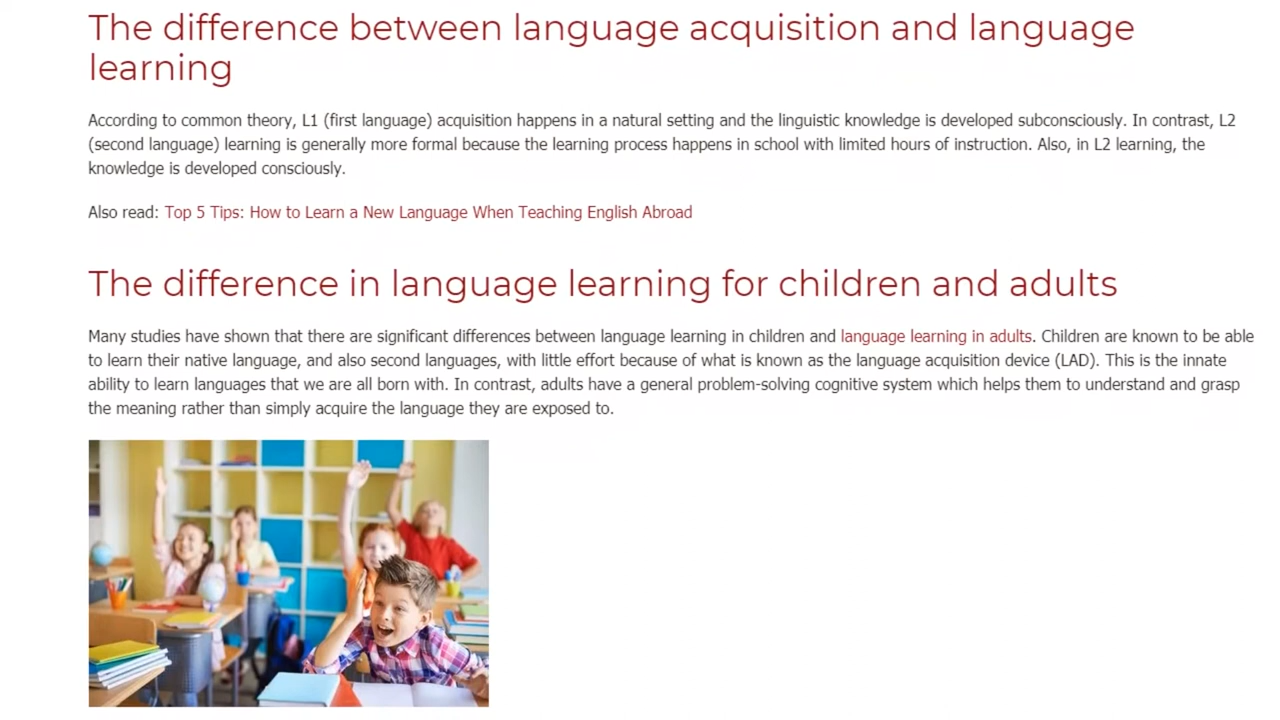 The difference between language acquisition and language
learning
According to common theory, L1 (first language) acquisition happens in a natural setting and the linguistic knowledge is developed subconsciously. In contrast, L2
(second language) learning is generally more formal because the learning process happens in school with limited hours of instruction. Also, in L2 learning, the
knowledge is developed consciously.
Also read: Top 5 Tips: How to Learn a New Language When Teaching English Abroad
The difference in language learning for children and adults
Many studies have shown that there are significant differences between language learning in children and language learning in adults. Children are known to be able
to learn their native language, and also second languages, with little effort because of what is known as the language acquisition device (LAD). This is the innate
ability to learn languages that we are all born with. In contrast, adults have a general problem-solving cognitive system which helps them to understand and grasp
the meaning rather than simply acquire the language they are exposed to.